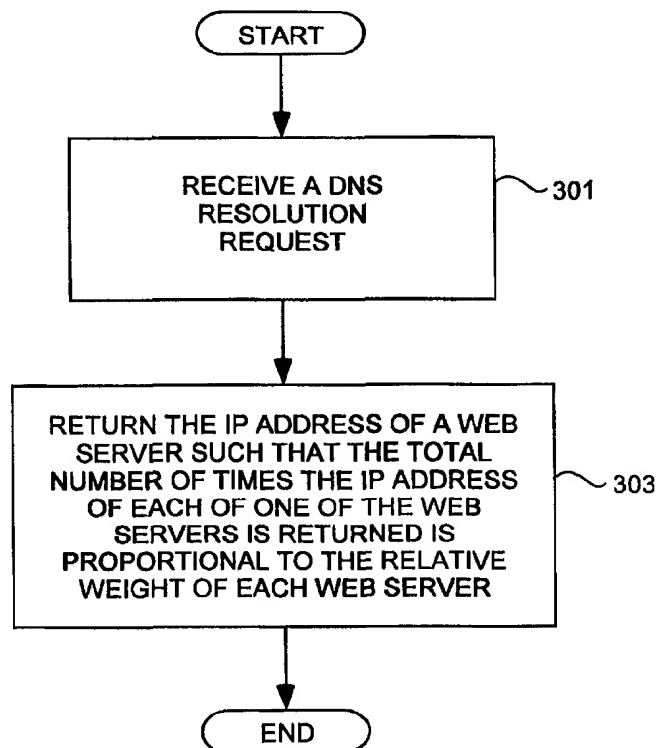 START
RECEIVE A DNS
RESOLUTION
REQUEST
301
RETURN THE IP ADDRESS OF A WEB
SERVER SUCH THAT THE TOTAL
NUMBER OF TIMES THE IP ADDRESS
OF EACH OF ONE OF THE WEB
SERVERS IS RETURNED IS
PROPORTIONAL TO THE RELATIVE
WEIGHT OF EACH WEB SERVER
303
END